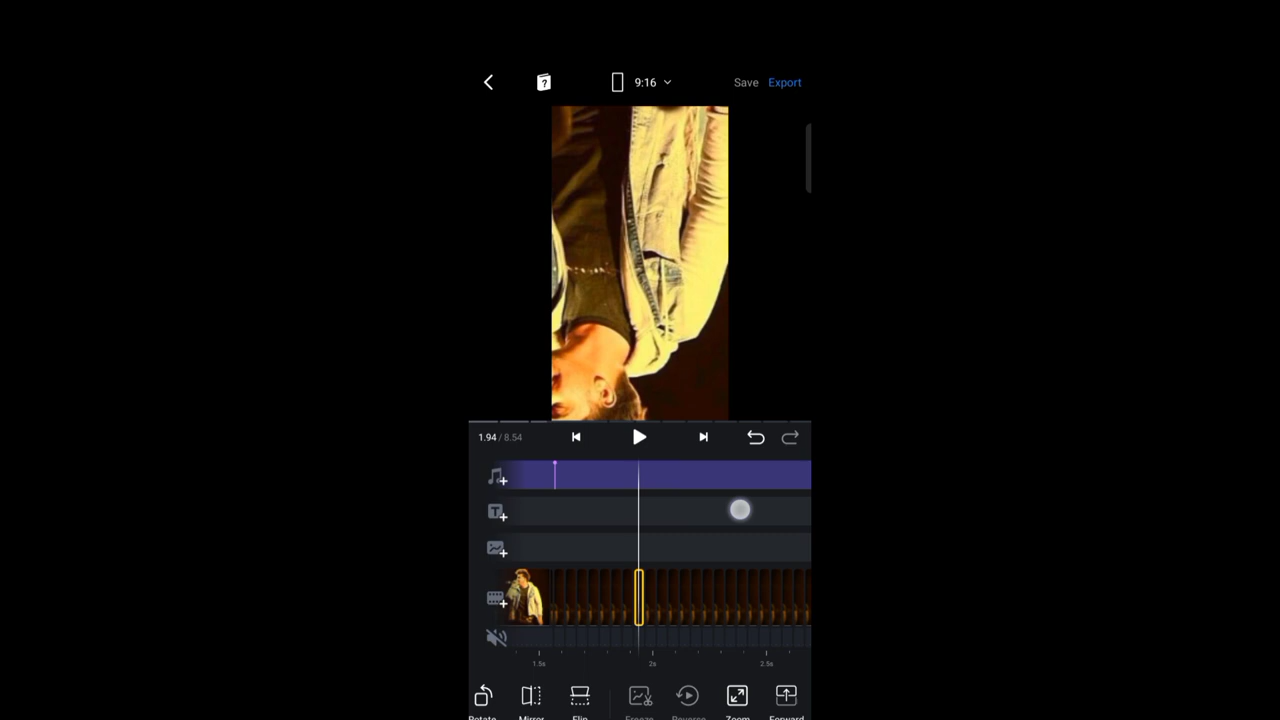 9:16
Save Export
1.94 / 8.54
T
1.5s 2s 2.5s
Rotate Mirror Flip Freeze Reverse Zoom Forward